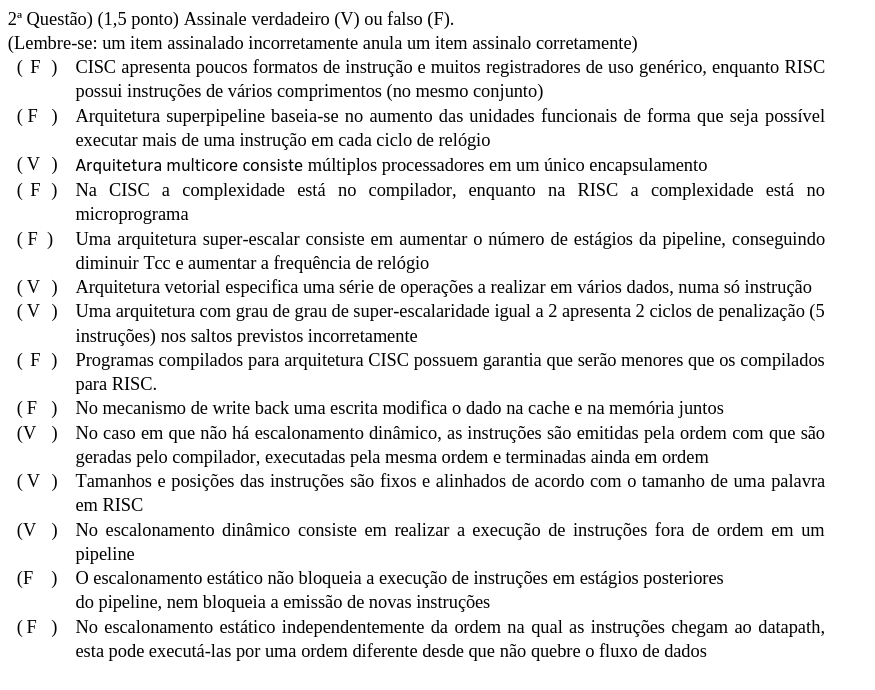 2ª Questão) (1,5 ponto) Assinale verdadeiro (V) ou falso (F).
(Lembre-se: um item assinalado incorretamente anula um item assinalo corretamente)
( F ) CISC apresenta poucos formatos de instrução e muitos registradores de uso genérico, enquanto RISC
possui instruções de vários comprimentos (no mesmo conjunto)
( F ) Arquitetura superpipeline baseia-se no aumento das unidades funcionais de forma que seja possível
executar mais de uma instrução em cada ciclo de relógio
( V ) Arquitetura multicore consiste múltiplos processadores em um único encapsulamento
( F ) Na CISC a complexidade está no compilador, enquanto na RISC a complexidade está no
microprograma
( F ) Uma arquitetura super-escalar consiste em aumentar o número de estágios da pipeline, conseguindo
diminuir Tcc e aumentar a frequência de relógio
( V ) Arquitetura vetorial especifica uma série de operações a realizar em vários dados, numa só instrução
( V ) Uma arquitetura com grau de grau de super-escalaridade igual a 2 apresenta 2 ciclos de penalização (5
instruções) nos saltos previstos incorretamente
( F ) Programas compilados para arquitetura CISC possuem garantia que serão menores que os compilados
para RISC.
( F ) No mecanismo de write back uma escrita modifica o dado na cache e na memória juntos
(V ) No caso em que não há escalonamento dinâmico, as instruções são emitidas pela ordem com que são
geradas pelo compilador, executadas pela mesma ordem e terminadas ainda em ordem
( V ) Tamanhos e posições das instruções são fixos e alinhados de acordo com o tamanho de uma palavra
em RISC
(V ) No escalonamento dinâmico consiste em realizar a execução de instruções fora de ordem em um
pipeline
(F ) O escalonamento estático não bloqueia a execução de instruções em estágios posteriores
do pipeline, nem bloqueia a emissão de novas instruções
( F ) No escalonamento estático independentemente da ordem na qual as instruções chegam ao datapath,
esta pode executá-las por uma ordem diferente desde que não quebre o fluxo de dados